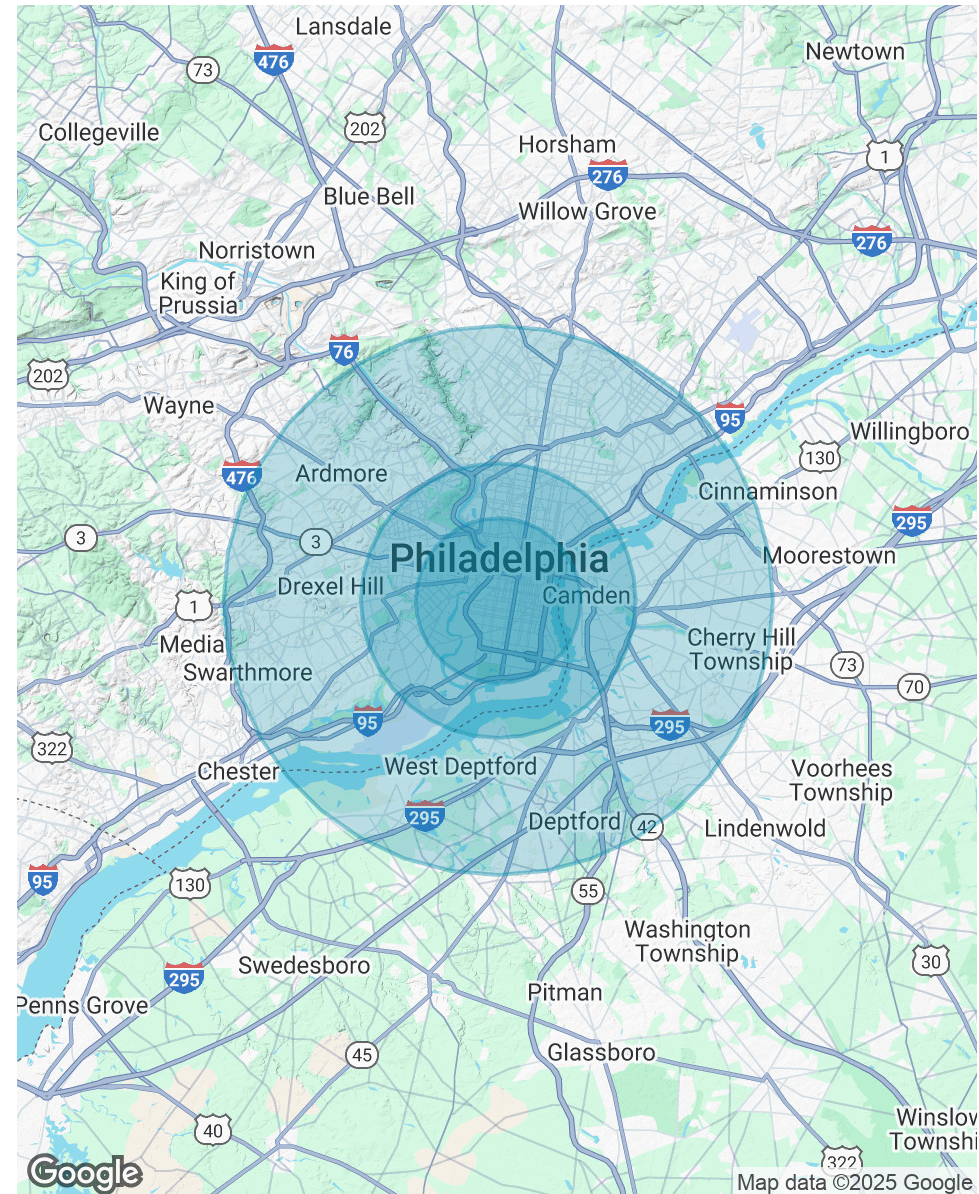 Lansdale
Newtown
476
73
Collegeville
202
1
Horsham
276
Blue Bell
Willow Grove
276
Norristown
King of
Prussia
76
202
Wayne
95
Willingboro
130
Ardmore
476
Cinnaminson
295
3
3
Moorestown
Philadelphia
Drexel Hill
Camden
1
Media
Cherry Hill
Township
Swarthmore
73
70
95
295
322
Chester
West Deptford
Voorhees
Township
295
Deptford
42
Lindenwold
95
130
55
Washington
Township
30
Swedesboro
295
Pitman
Penns Grove
45
Glassboro
40
Winslow
Townshi
322
Google
Map data ©2025 Google